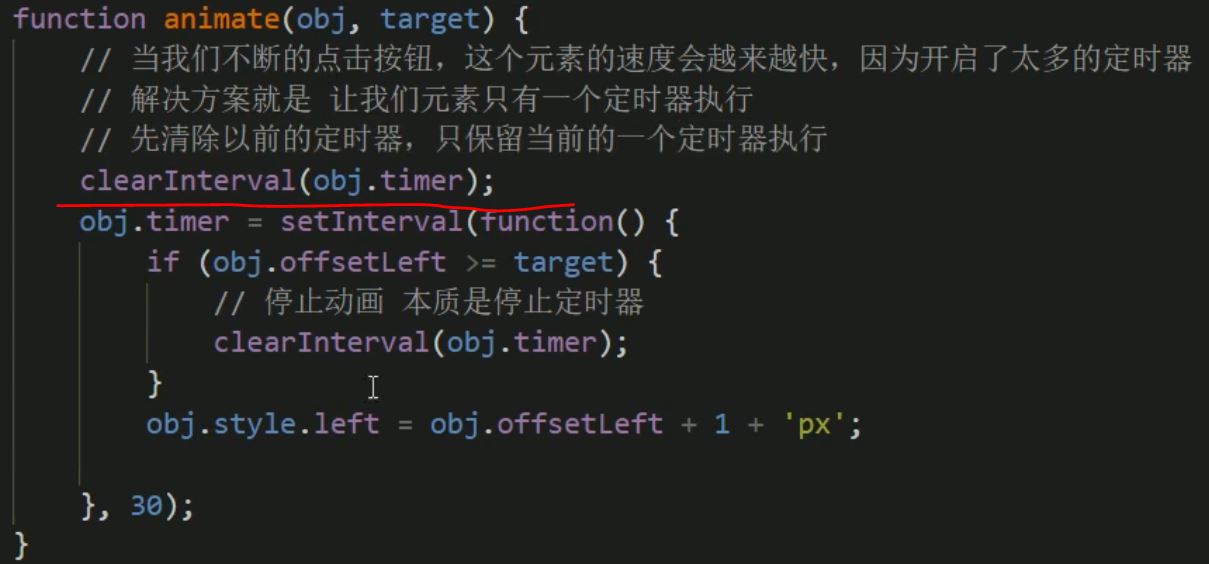 function animate(obj, target) {
// 当我们不断的点击按钮，这个元素的速度会越来越快，因为开启了太多的定时器
// 解决方案就是 让我们元素只有一个定时器执行
// 先清除以前的定时器，只保留当前的一个定时器执行
clearInterval(obj.timer);
obj.timer = setInterval(function() {
if (obj.offsetLeft >= target) {
// 停止动画 本质是停止定时器
clearInterval(obj.timer);
}
obj.style.left = obj.offsetLeft + 1 + 'px';
}, 30);
}